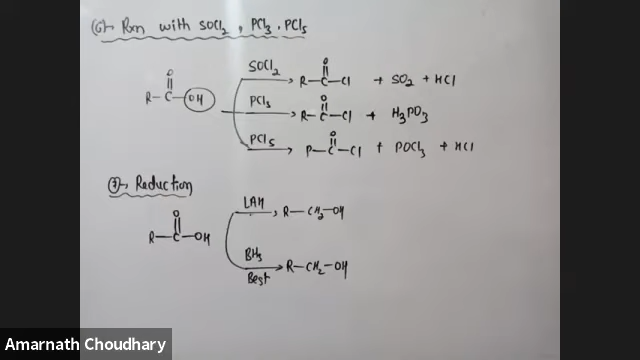 (6)→ Rxn with SOCl2, PCl3. PCl5
R-C(=O)-OH
SOCl2 → R-C(=O)-Cl + SO2 + HCl
PCl3 → R-C(=O)-Cl + H3PO3
PCl5 → R-C(=O)-Cl + POCl3 + HCl
(7)→ Reduction
R-C(=O)-OH
LAH → R-CH2-OH
BH3 Best → R-CH2-OH
Amarnath Choudhary